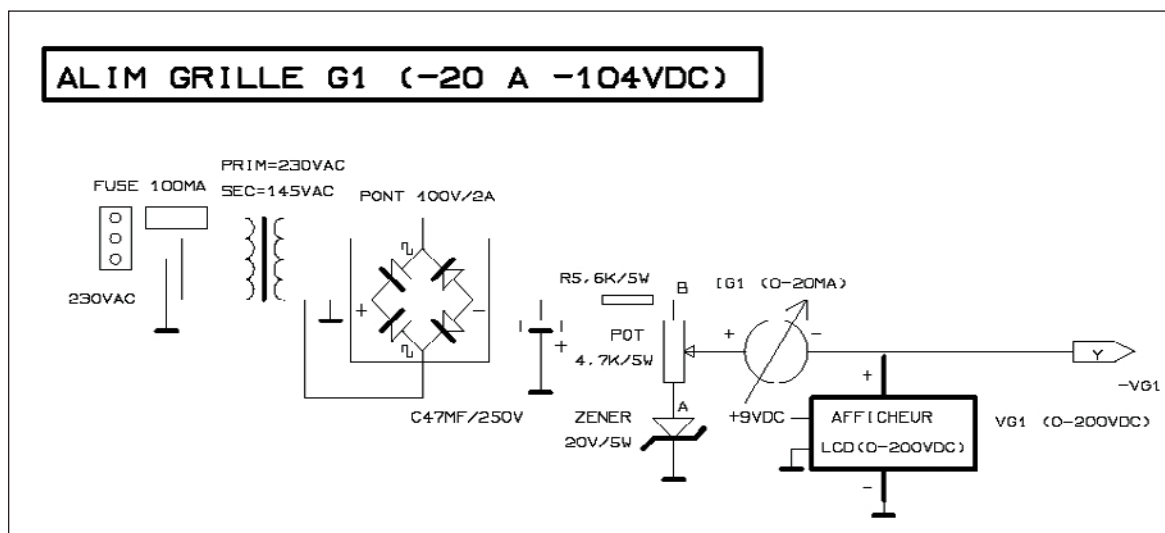 ALIM GRILLE G1 (-20 A -104VDC)
PRIM=230VAC
FUSE 100MA
SEC=145VAC
PONT 100V/2A
230VAC
+
-
R5,6K/5W
B
IG1 (0-20MA)
POT
4.7K/5W
+
-
Y
-VG1
+
C47MF/250V
ZENER
20V/5W
A
+
+9VDC
AFFICHEUR
LCD(0-200VDC)
VG1 (0-200VDC)
-